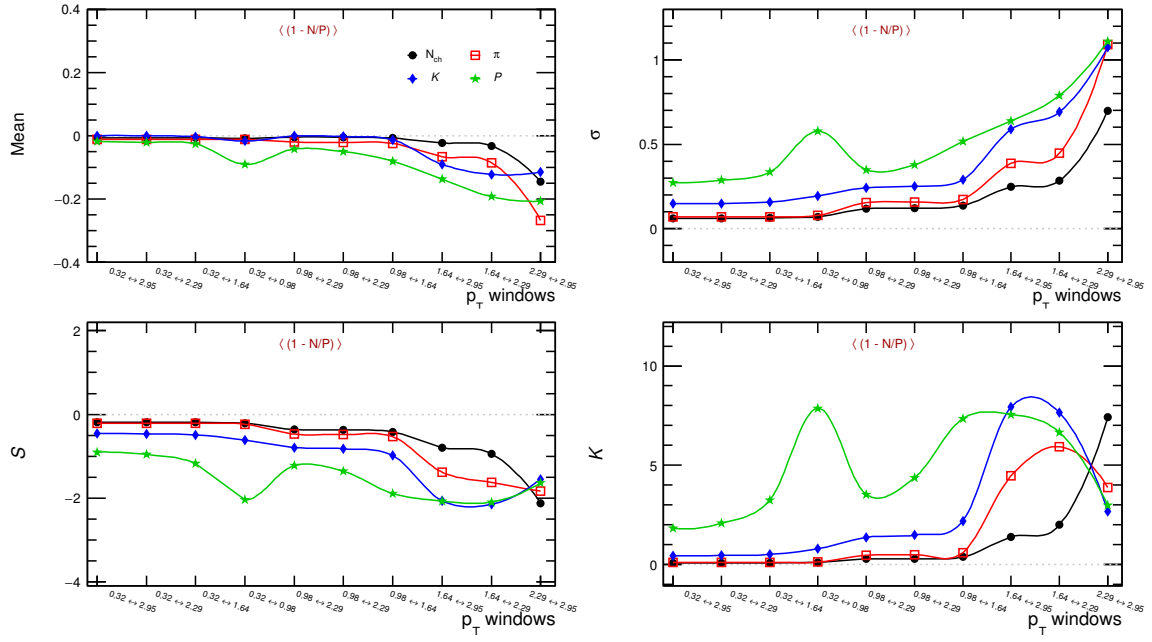 ⟨ (1 - N/P) ⟩
N_ch
π
K
P
Mean
0.4
0.2
0
−0.2
−0.4
0.32 ↔ 2.95
0.32 ↔ 2.29
0.32 ↔ 1.64
0.32 ↔ 0.98
0.98 ↔ 2.95
0.98 ↔ 2.29
0.98 ↔ 1.64
1.64 ↔ 2.95
1.64 ↔ 2.29
2.29 ↔ 2.95
p_T windows
⟨ (1 - N/P) ⟩
σ
1
0.5
0
0.32 ↔ 2.95
0.32 ↔ 2.29
0.32 ↔ 1.64
0.32 ↔ 0.98
0.98 ↔ 2.95
0.98 ↔ 2.29
0.98 ↔ 1.64
1.64 ↔ 2.95
1.64 ↔ 2.29
2.29 ↔ 2.95
p_T windows
⟨ (1 - N/P) ⟩
S
2
0
−2
−4
0.32 ↔ 2.95
0.32 ↔ 2.29
0.32 ↔ 1.64
0.32 ↔ 0.98
0.98 ↔ 2.95
0.98 ↔ 2.29
0.98 ↔ 1.64
1.64 ↔ 2.95
1.64 ↔ 2.29
2.29 ↔ 2.95
p_T windows
⟨ (1 - N/P) ⟩
K
10
5
0
0.32 ↔ 2.95
0.32 ↔ 2.29
0.32 ↔ 1.64
0.32 ↔ 0.98
0.98 ↔ 2.95
0.98 ↔ 2.29
0.98 ↔ 1.64
1.64 ↔ 2.95
1.64 ↔ 2.29
2.29 ↔ 2.95
p_T windows